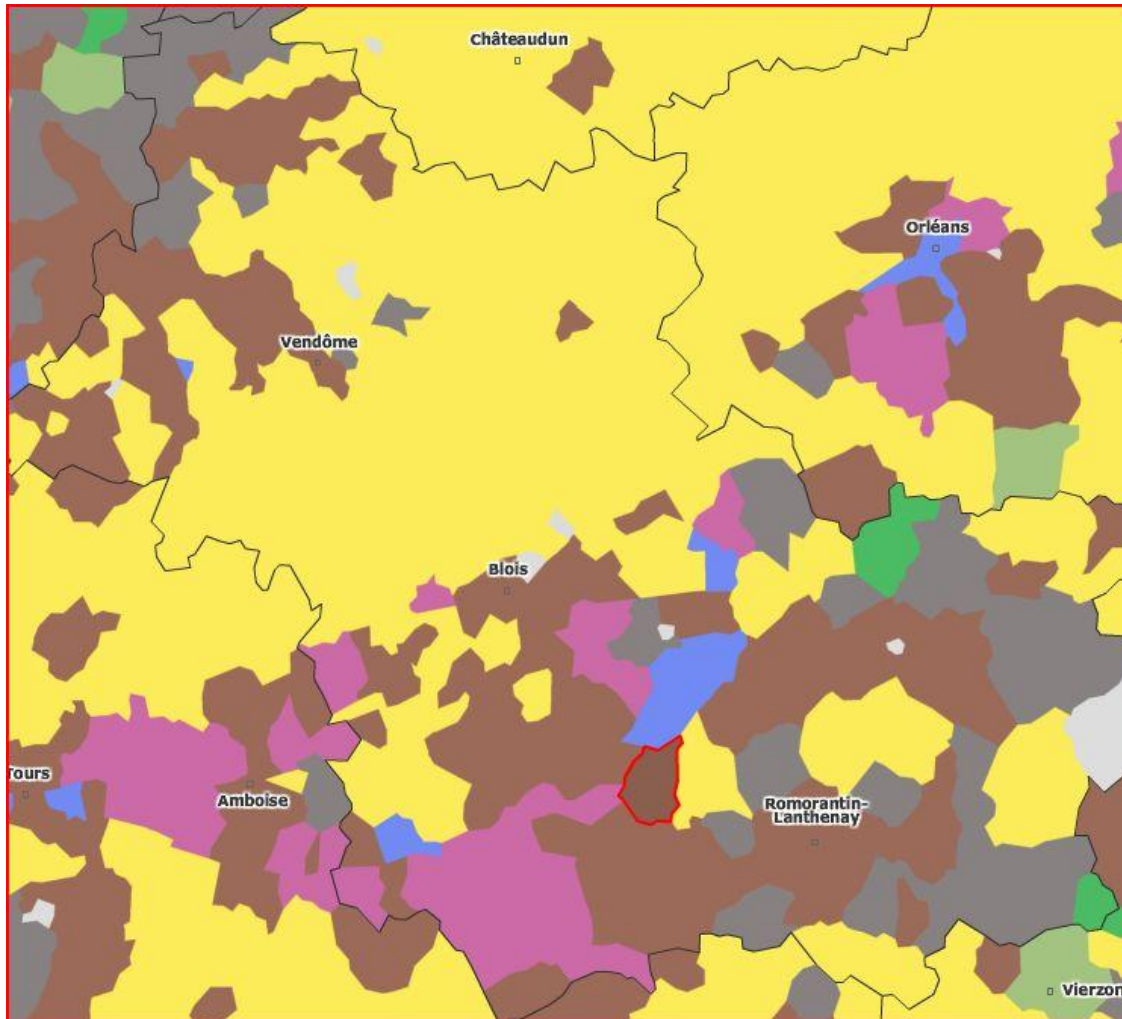 Châteaudun
Orléans
Vendôme
Blois
Tours
Amboise
Romorantin-
Lanthenay
Vierzon